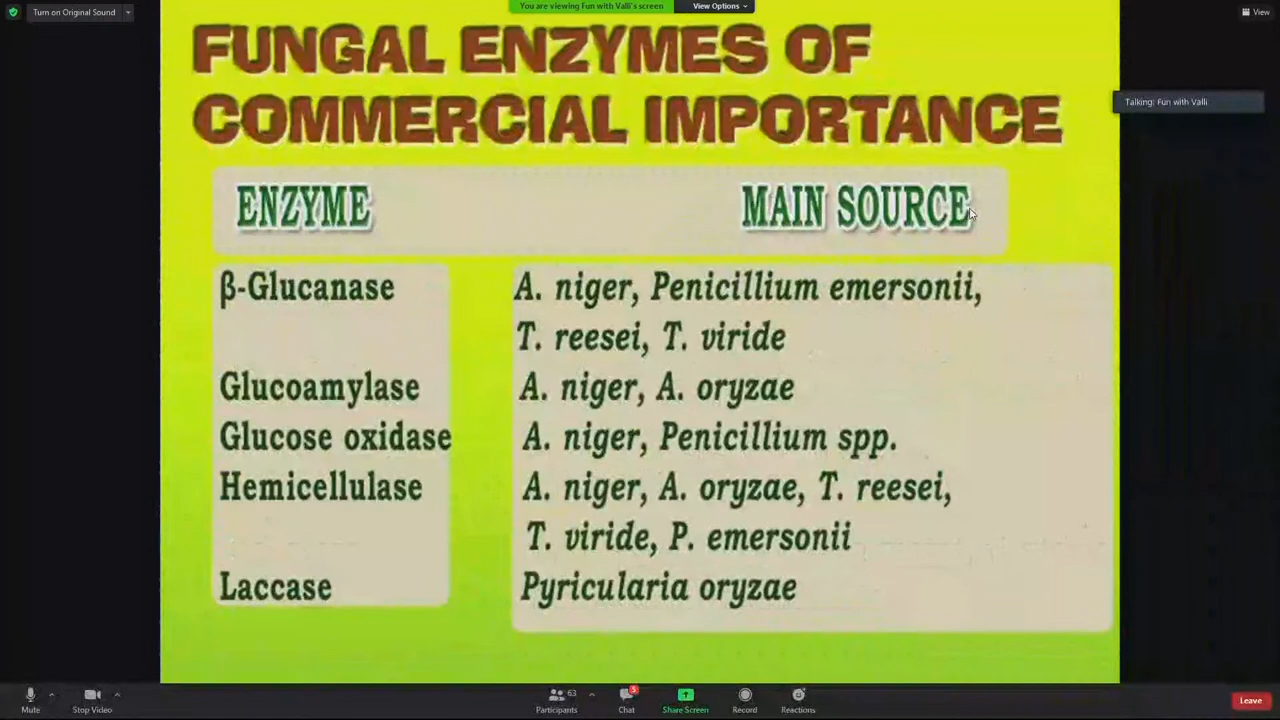 Turn on Original Sound
You are viewing Fun with Valli's screen
View Options
View
FUNGAL ENZYMES OF
COMMERCIAL IMPORTANCE
Talking: Fun with Valli
ENZYME MAIN SOURCE
β-Glucanase A. niger, Penicillium emersonii,
T. reesei, T. viride
Glucoamylase A. niger, A. oryzae
Glucose oxidase A. niger, Penicillium spp.
Hemicellulase A. niger, A. oryzae, T. reesei,
T. viride, P. emersonii
Laccase Pyricularia oryzae
Mute
Stop Video
63
Participants
5
Chat
Share Screen
Record
Reactions
Leave